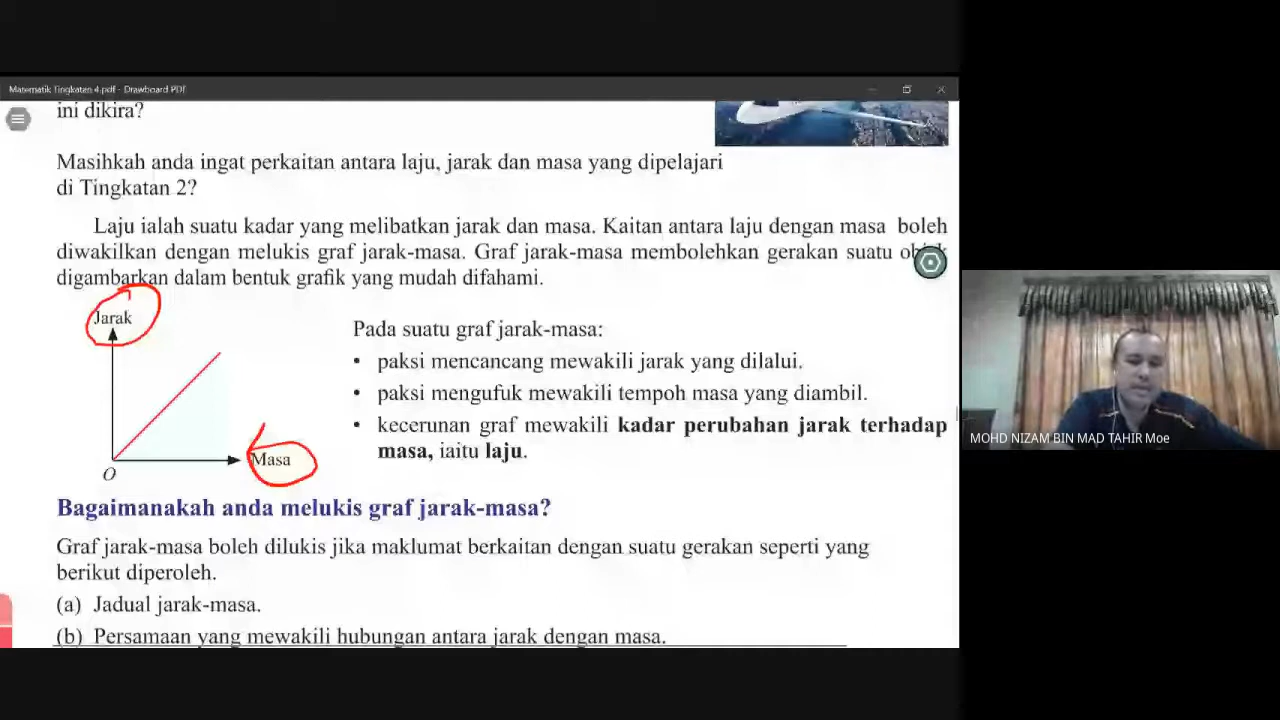 Matematik Tingkatan 4.pdf - Drawboard PDF
ini dikira?
Masihkah anda ingat perkaitan antara laju, jarak dan masa yang dipelajari
di Tingkatan 2?
Laju ialah suatu kadar yang melibatkan jarak dan masa. Kaitan antara laju dengan masa boleh
diwakilkan dengan melukis graf jarak-masa. Graf jarak-masa membolehkan gerakan suatu objek
digambarkan dalam bentuk grafik yang mudah difahami.
Jarak
Masa
O
Pada suatu graf jarak-masa:
• paksi mencancang mewakili jarak yang dilalui.
• paksi mengufuk mewakili tempoh masa yang diambil.
• kecerunan graf mewakili kadar perubahan jarak terhadap
masa, iaitu laju.
Bagaimanakah anda melukis graf jarak-masa?
Graf jarak-masa boleh dilukis jika maklumat berkaitan dengan suatu gerakan seperti yang
berikut diperoleh.
(a) Jadual jarak-masa.
(b) Persamaan yang mewakili hubungan antara jarak dengan masa.
MOHD NIZAM BIN MAD TAHIR Moe